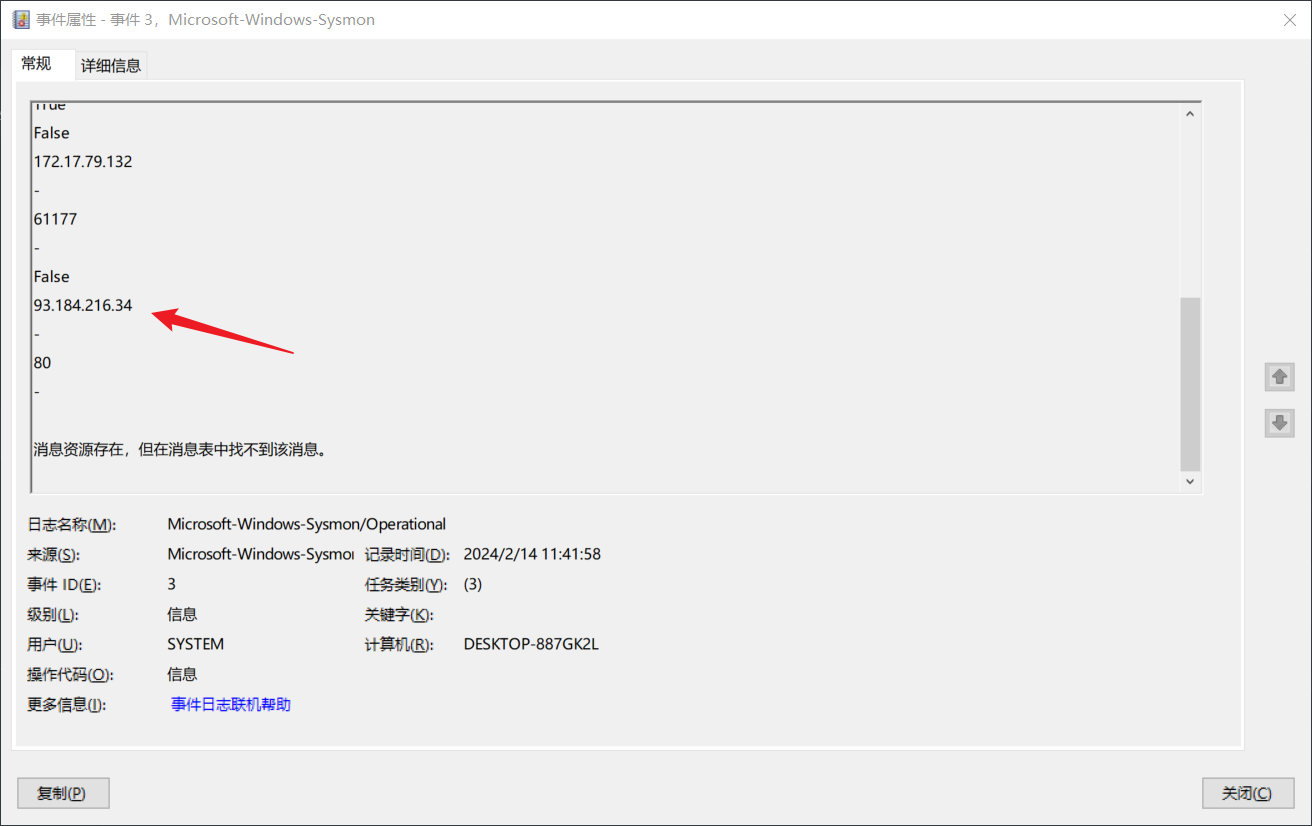 事件属性 - 事件 3，Microsoft-Windows-Sysmon
常规
详细信息
True
False
172.17.79.132
-
61177
-
False
93.184.216.34
-
80
-
消息资源存在，但在消息表中找不到该消息。
日志名称(M): Microsoft-Windows-Sysmon/Operational
来源(S): Microsoft-Windows-Sysmon 记录时间(D): 2024/2/14 11:41:58
事件 ID(E): 3 任务类别(Y): (3)
级别(L): 信息 关键字(K):
用户(U): SYSTEM 计算机(R): DESKTOP-887GK2L
操作代码(O): 信息
更多信息(I): 事件日志联机帮助
复制(P) 关闭(C)